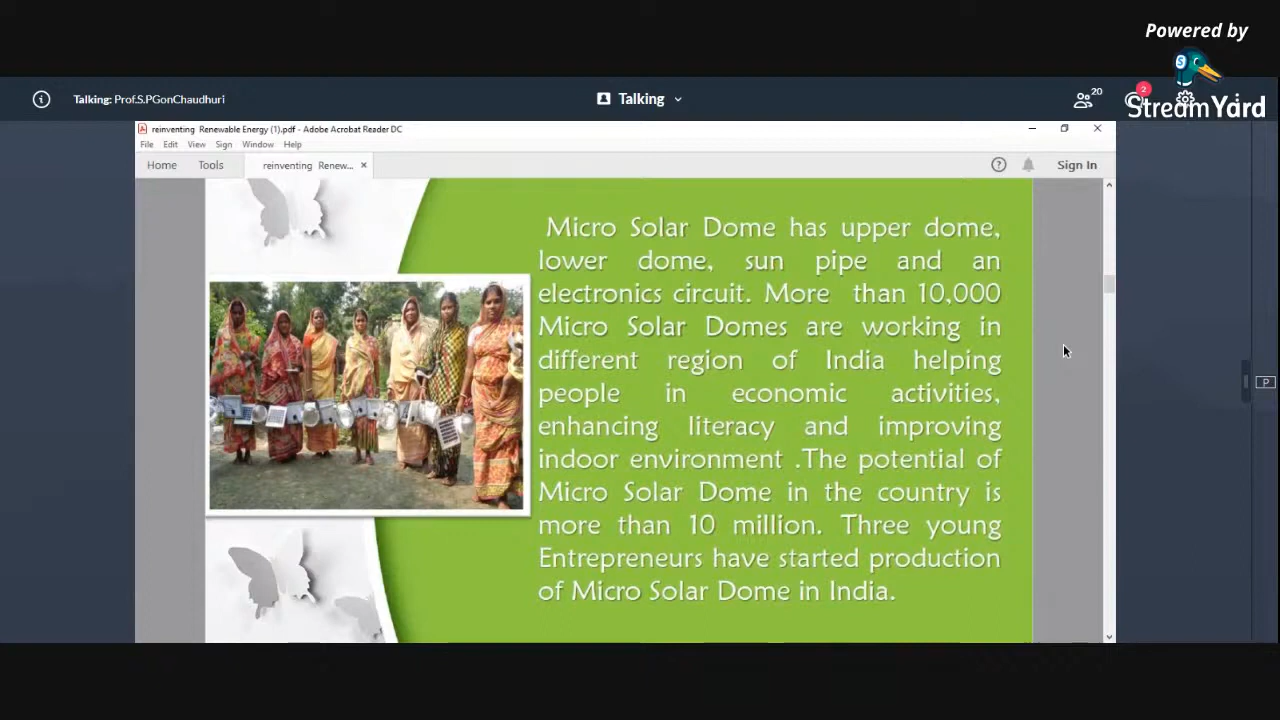 Powered by
StreamYard
Talking: Prof.S.PGonChaudhuri
Talking
20
2
reinventing Renewable Energy (1).pdf - Adobe Acrobat Reader DC
File Edit View Sign Window Help
Home Tools reinventing Renew... × Sign In
Micro Solar Dome has upper dome,
lower dome, sun pipe and an
electronics circuit. More than 10,000
Micro Solar Domes are working in
different region of India helping
people in economic activities,
enhancing literacy and improving
indoor environment .The potential of
Micro Solar Dome in the country is
more than 10 million. Three young
Entrepreneurs have started production
of Micro Solar Dome in India.
P